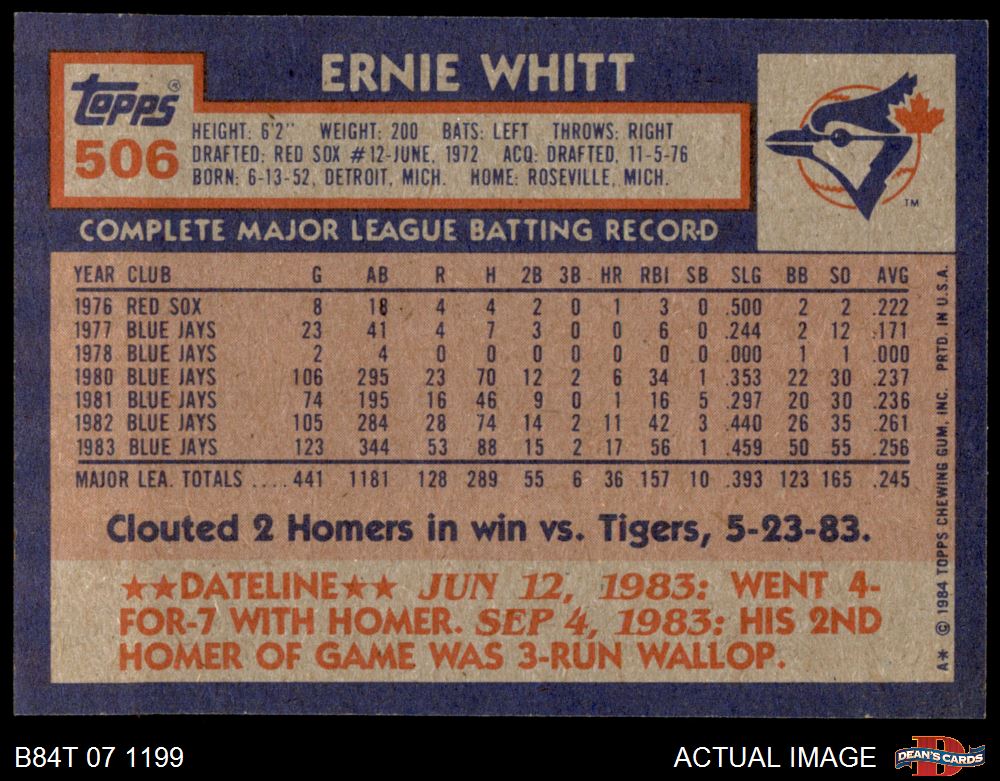 ERNIE WHITT
topps®
506
HEIGHT: 6'2" WEIGHT: 200 BATS: LEFT THROWS: RIGHT
DRAFTED: RED SOX #12-JUNE, 1972 ACQ: DRAFTED, 11-5-76
BORN: 6-13-52, DETROIT, MICH. HOME: ROSEVILLE, MICH.
TM
COMPLETE MAJOR LEAGUE BATTING RECORD
YEAR CLUB G AB R H 2B 3B HR RBI SB SLG BB SO AVG
1976 RED SOX 8 18 4 4 2 0 1 3 0 .500 2 2 .222
1977 BLUE JAYS 23 41 4 7 3 0 0 6 0 .244 2 12 .171
1978 BLUE JAYS 2 4 0 0 0 0 0 0 0 .000 1 1 .000
1980 BLUE JAYS 106 295 23 70 12 2 6 34 1 .353 22 30 .237
1981 BLUE JAYS 74 195 16 46 9 0 1 16 5 .297 20 30 .236
1982 BLUE JAYS 105 284 28 74 14 2 11 42 3 .440 26 35 .261
1983 BLUE JAYS 123 344 53 88 15 2 17 56 1 .459 50 55 .256
MAJOR LEA. TOTALS ....441 1181 128 289 55 6 36 157 10 .393 123 165 .245
Clouted 2 Homers in win vs. Tigers, 5-23-83.
★★DATELINE★★ JUN 12, 1983: WENT 4-
FOR-7 WITH HOMER. SEP 4, 1983: HIS 2ND
HOMER OF GAME WAS 3-RUN WALLOP.
A* © 1984 TOPPS CHEWING GUM, INC. PRTD. IN U.S.A.
B84T 07 1199
ACTUAL IMAGE
D
DEAN'S CARDS